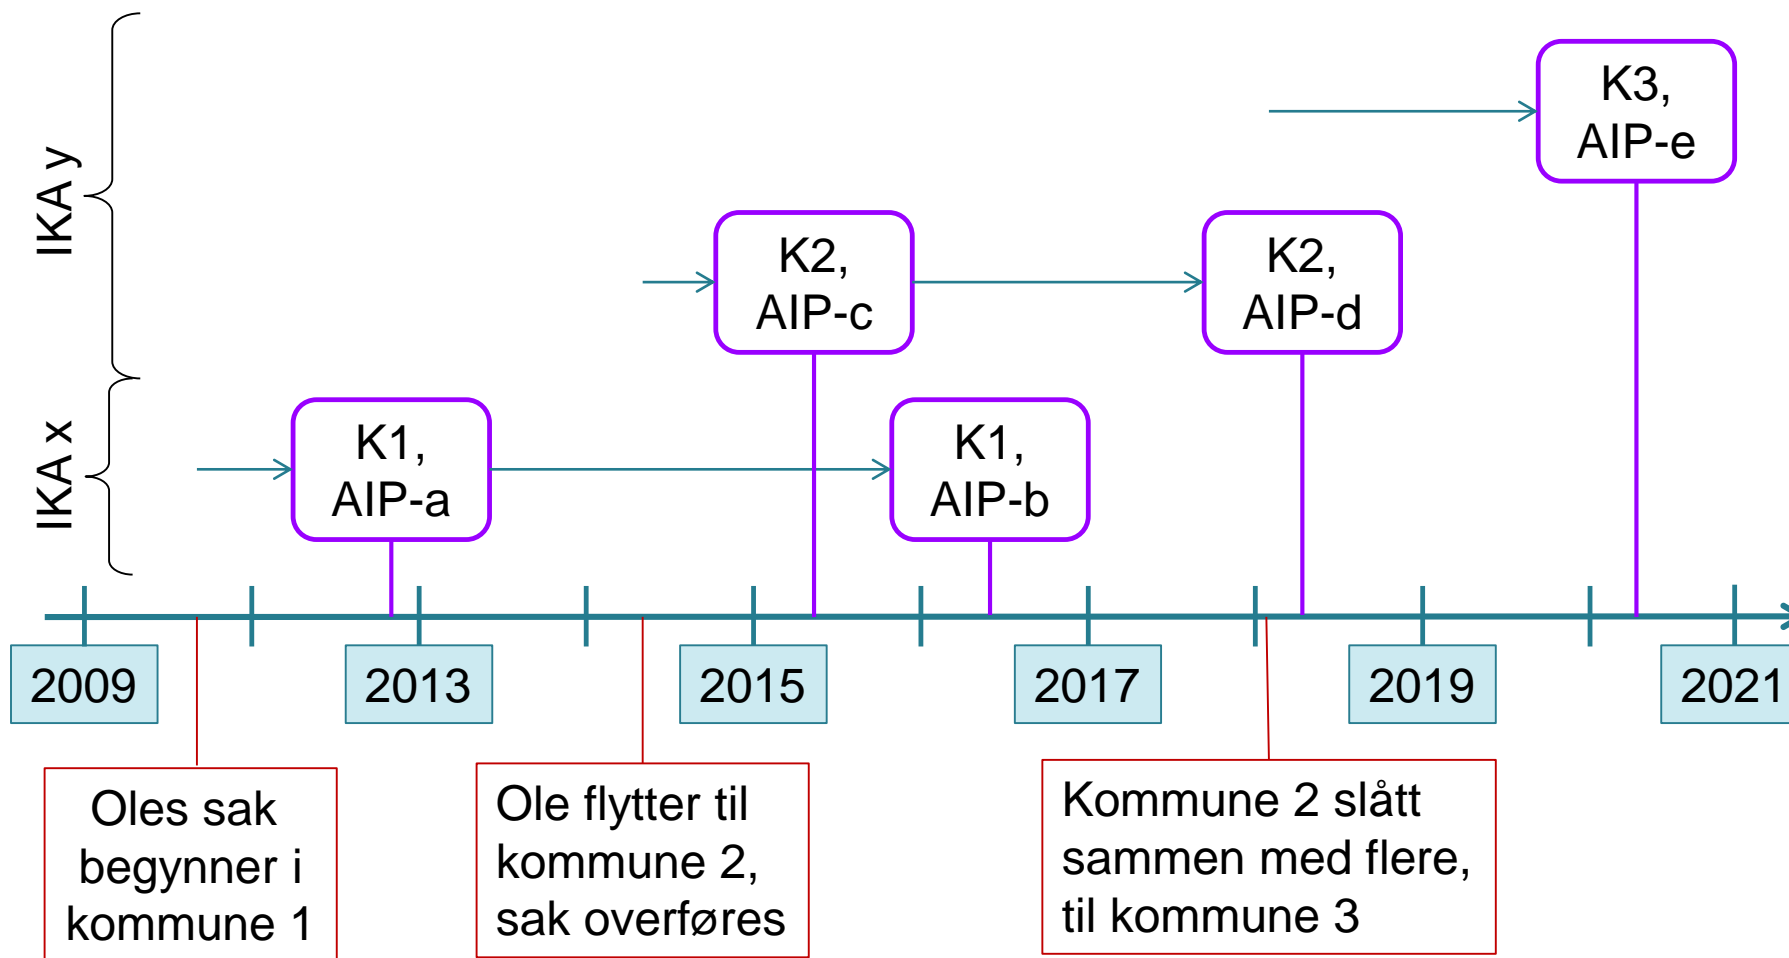 IKA y
IKA x
K3,
AIP-e
K2,
AIP-c
K2,
AIP-d
K1,
AIP-a
K1,
AIP-b
2009
2013
2015
2017
2019
2021
Oles sak
begynner i
kommune 1
Ole flytter til
kommune 2,
sak overføres
Kommune 2 slått
sammen med flere,
til kommune 3